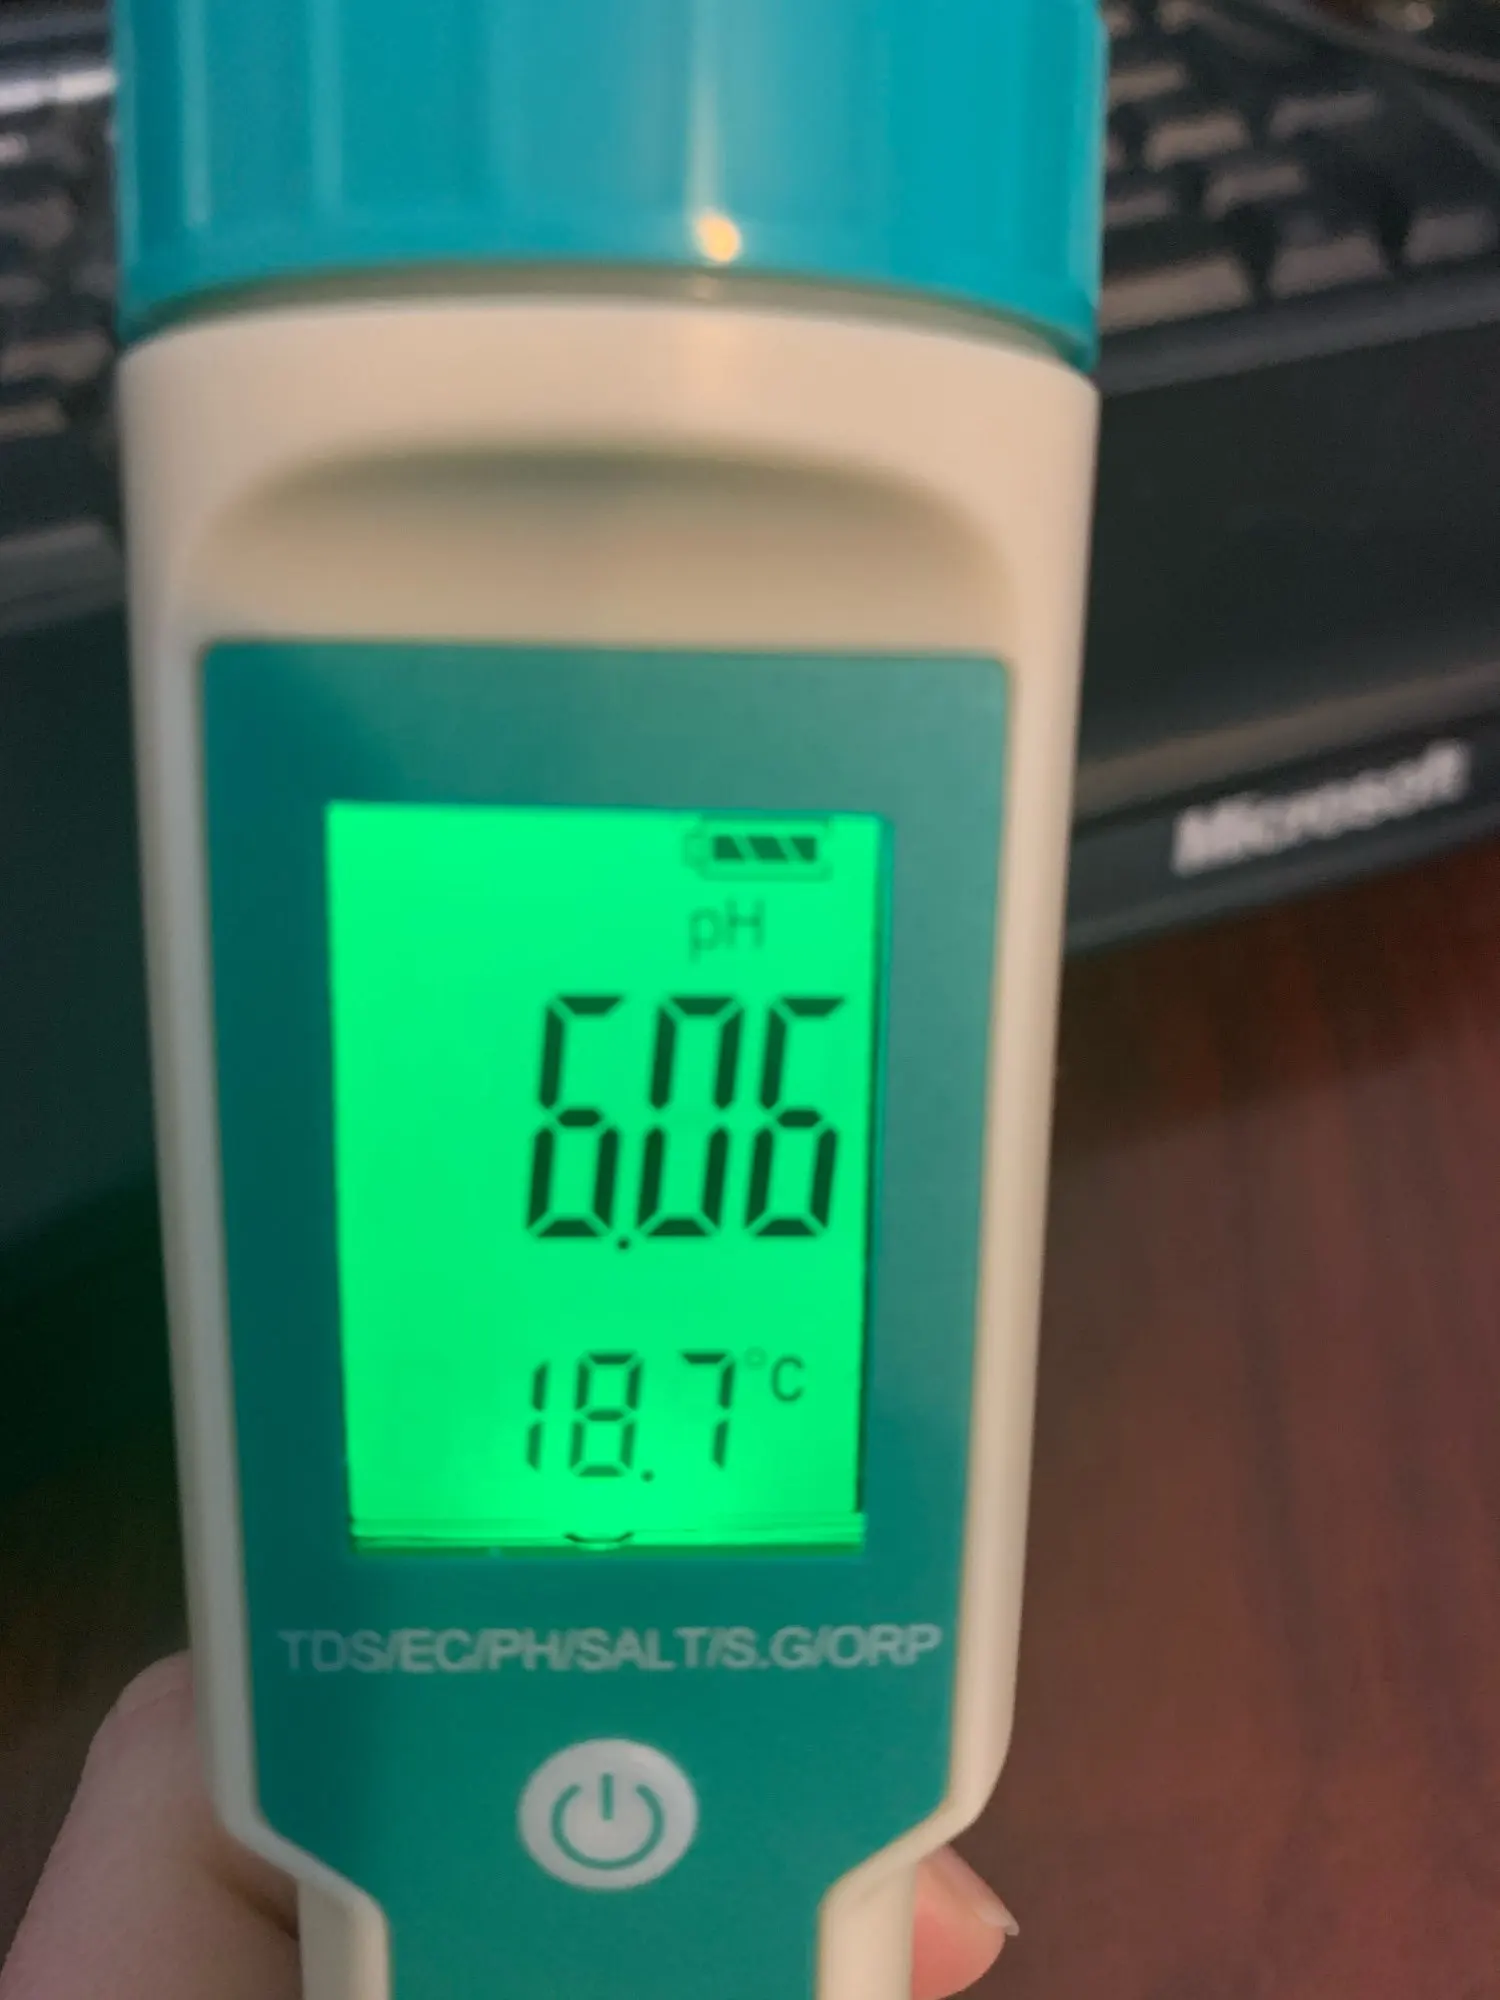 Microsoft
pH
6.06
18.7°C
TDS/EC/PH/SALT/S.G/ORP